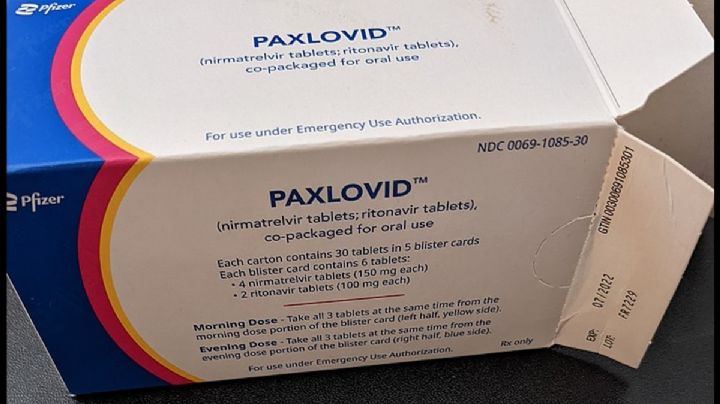 Pfizer
PAXLOVID™
(nirmatrelvir tablets; ritonavir tablets),
co-packaged for oral use
For use under Emergency Use Authorization.
NDC 0069-1085-30
Pfizer
PAXLOVID™
(nirmatrelvir tablets; ritonavir tablets),
co-packaged for oral use
Each carton contains 30 tablets in 5 blister cards
Each blister card contains 6 tablets:
• 4 nirmatrelvir tablets (150 mg each)
• 2 ritonavir tablets (100 mg each)
Morning Dose - Take all 3 tablets at the same time from the
morning dose portion of the blister card (left half, yellow side).
Evening Dose - Take all 3 tablets at the same time from the
evening dose portion of the blister card (right half, blue side).
For use under Emergency Use Authorization.
Rx only
GTIN 00300691085301
EXP: 07/2022
LOT: FR7229